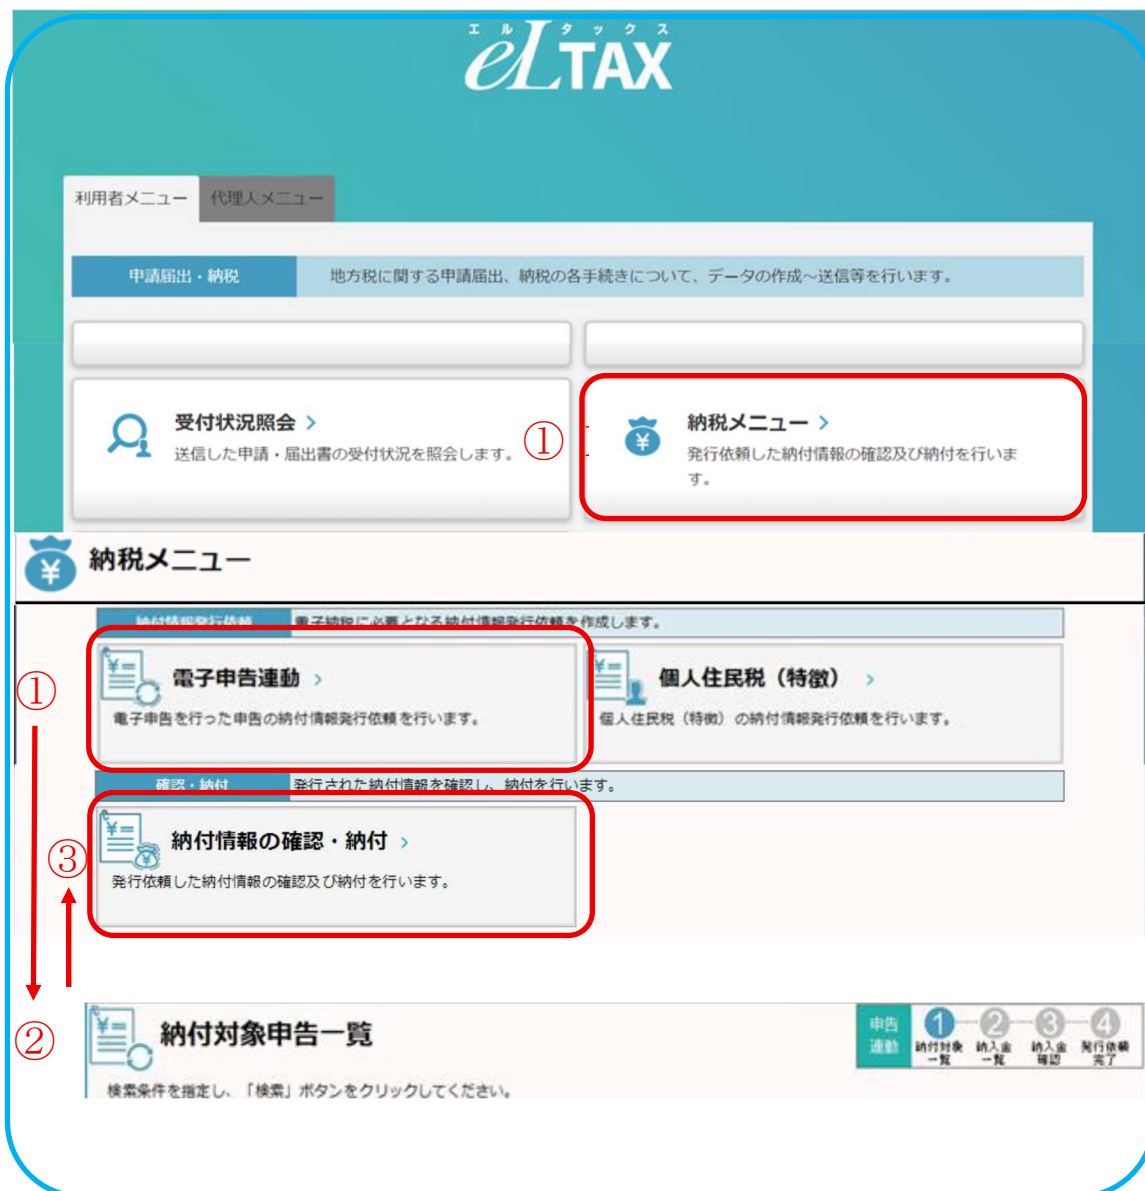 エルタックス
eLTAX
利用者メニュー 代理人メニュー
申請届出・納税 地方税に関する申請届出、納税の各手続きについて、データの作成～送信等を行います。
受付状況照会 >
送信した申請・届出書の受付状況を照会します。
①
納税メニュー >
発行依頼した納付情報の確認及び納付を行いま
す。
納税メニュー
納付情報発行依頼 電子納税に必要となる納付情報発行依頼を作成します。
①
電子申告連動 >
電子申告を行った申告の納付情報発行依頼を行います。
個人住民税（特徴） >
個人住民税（特徴）の納付情報発行依頼を行います。
確認・納付 発行された納付情報を確認し、納付を行います。
③
納付情報の確認・納付 >
発行依頼した納付情報の確認及び納付を行います。
②
納付対象申告一覧
検索条件を指定し、「検索」ボタンをクリックしてください。
申告
連動
1 2 3 4
納付対象 納入金 納入金 発行依頼
一覧 一覧 確認 完了